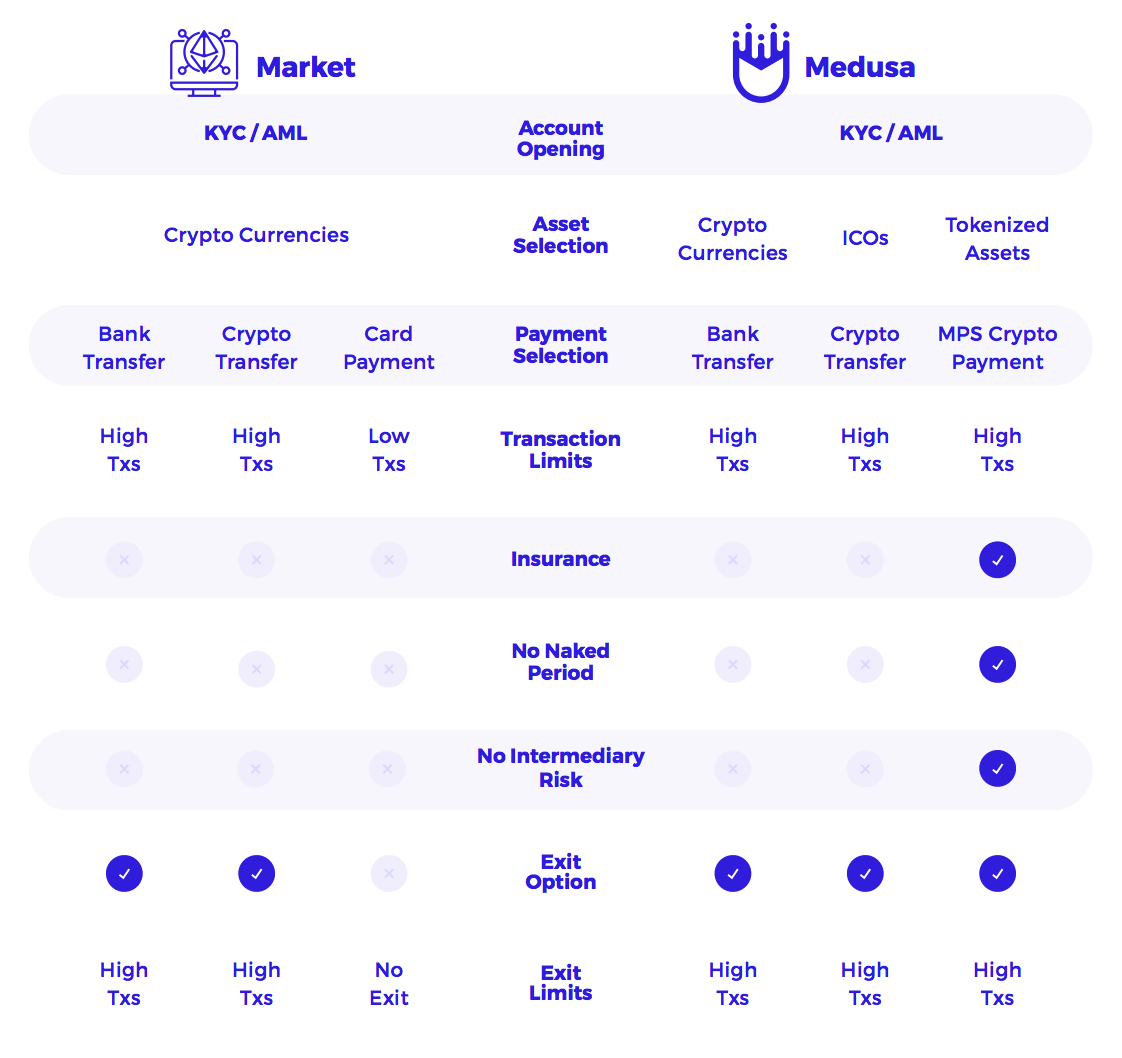 Market
Medusa
KYC / AML
Account
Opening
KYC / AML
Crypto Currencies
Asset
Selection
Crypto
Currencies
ICOs
Tokenized
Assets
Bank
Transfer
Crypto
Transfer
Card
Payment
Payment
Selection
Bank
Transfer
Crypto
Transfer
MPS Crypto
Payment
High
Txs
High
Txs
Low
Txs
Transaction
Limits
High
Txs
High
Txs
High
Txs
Insurance
No Naked
Period
No Intermediary
Risk
Exit
Option
High
Txs
High
Txs
No
Exit
Exit
Limits
High
Txs
High
Txs
High
Txs